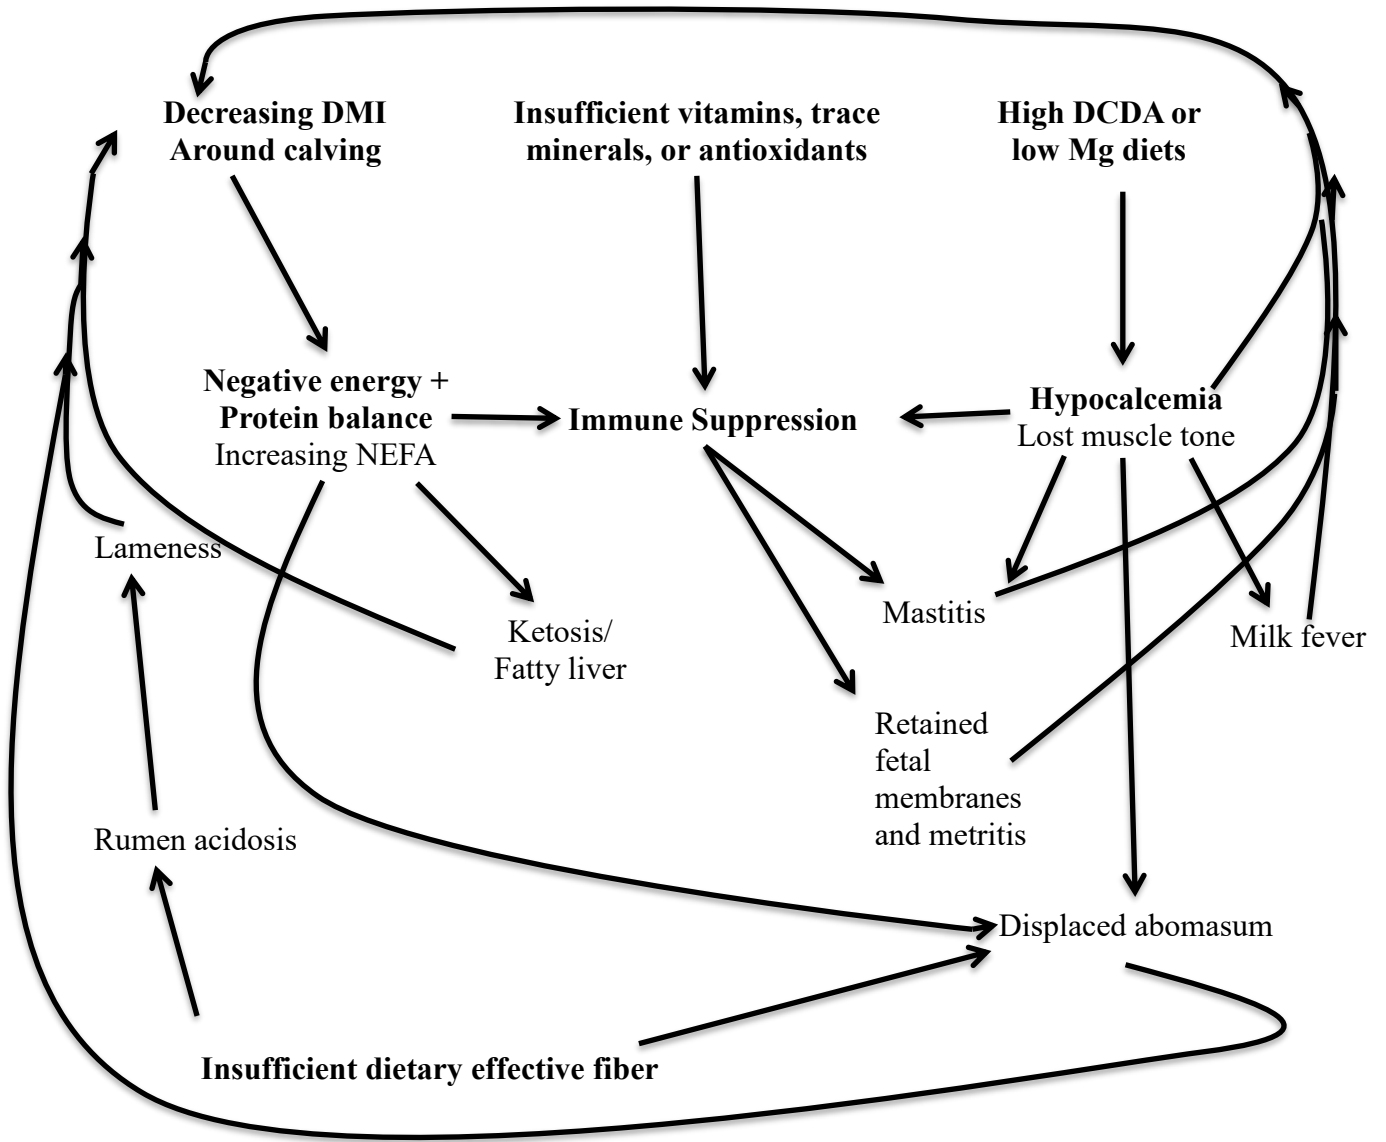 Decreasing DMI
Around calving
Insufficient vitamins, trace
minerals, or antioxidants
High DCDA or
low Mg diets
Negative energy +
Protein balance
Increasing NEFA
Immune Suppression
Hypocalcemia
Lost muscle tone
Lameness
Ketosis/
Fatty liver
Mastitis
Milk fever
Retained
fetal
membranes
and metritis
Rumen acidosis
Displaced abomasum
Insufficient dietary effective fiber